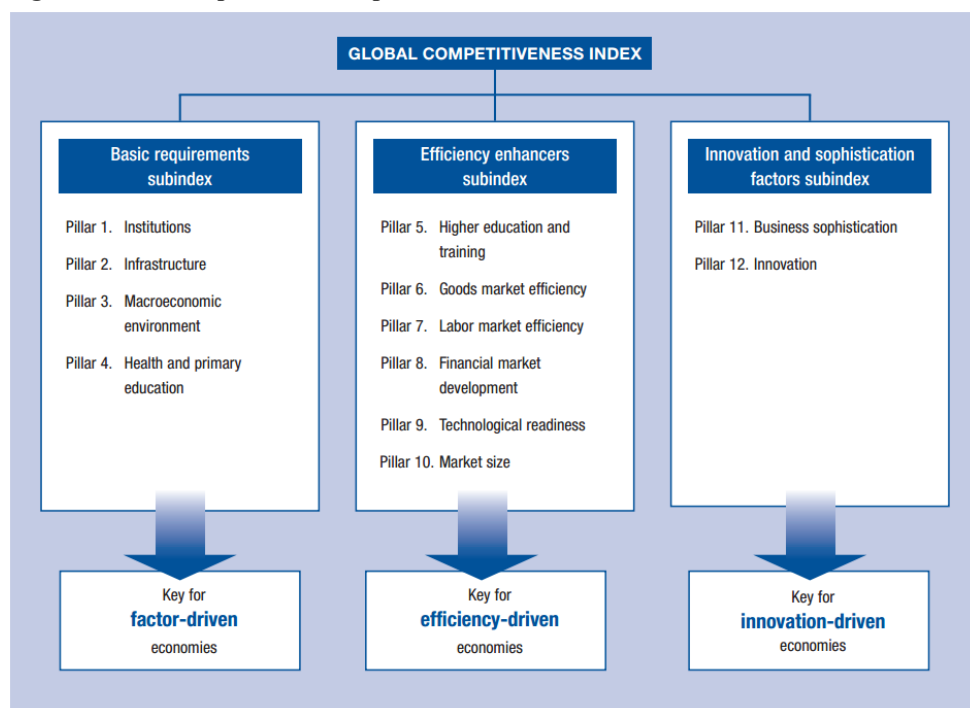 GLOBAL COMPETITIVENESS INDEX
Basic requirements
subindex
Pillar 1. Institutions
Pillar 2. Infrastructure
Pillar 3. Macroeconomic
environment
Pillar 4. Health and primary
education
Key for
factor-driven
economies
Efficiency enhancers
subindex
Pillar 5. Higher education and
training
Pillar 6. Goods market efficiency
Pillar 7. Labor market efficiency
Pillar 8. Financial market
development
Pillar 9. Technological readiness
Pillar 10. Market size
Key for
efficiency-driven
economies
Innovation and sophistication
factors subindex
Pillar 11. Business sophistication
Pillar 12. Innovation
Key for
innovation-driven
economies